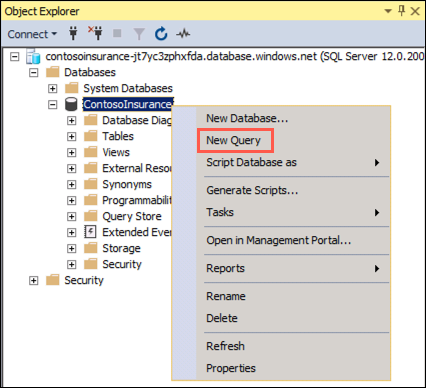 Object Explorer
Connect
contosoinsurance-jt7yc3zphxfda.database.windows.net (SQL Server 12.0.200
Databases
System Databases
ContosoInsurance
Database Diag
Tables
Views
External Resou
Synonyms
Programmabilit
Query Store
Extended Ever
Storage
Security
Security
New Database...
New Query
Script Database as
Generate Scripts...
Tasks
Open in Management Portal...
Reports
Rename
Delete
Refresh
Properties